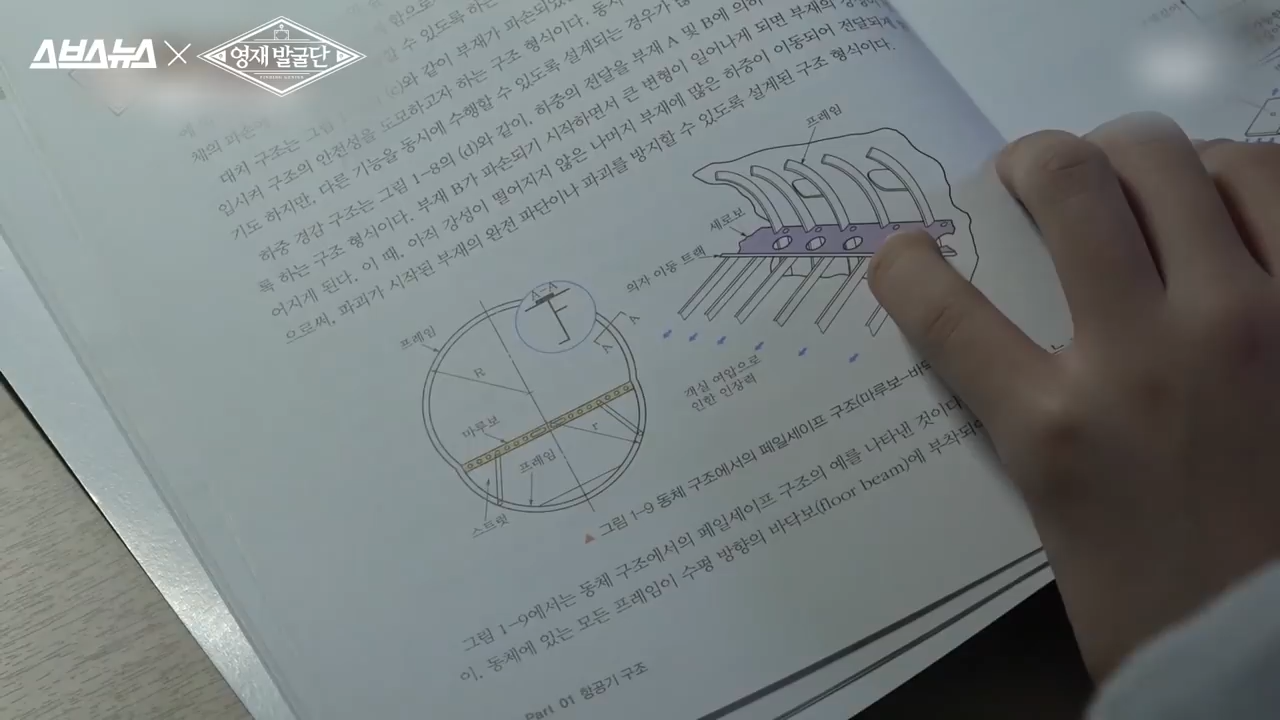 스브스뉴스
영재 발굴단
대치 구조는 그림 1-
입시켜 구조의 안전성을 도모하고자 하는 구조 형식이다. 동시
기도 하지만, 다른 기능을 동시에 수행할 수 있도록 설계되는 경우가
하중 경감 구조는 그림 1-8의 (d)와 같이, 하중의 전달을 부재 A 및 B에 의하
록 하는 구조 형식이다. 부재 B가 파손되기 시작하면서 큰 변형이 일어나게 되면 부재의
어지게 된다. 이 때, 아직 강성이 떨어지지 않은 나머지 부재에 많은 하중이 이동되어 전달되게
으로써, 파괴가 시작된 부재의 완전 파단이나 파괴를 방지할 수 있도록 설계된 구조 형식이다.
프레임
세로보
의자 이동 트랙
객실 여압으로
인한 인장력
프레임
A-A
A
A
R
마루보
r
프레임
스트럿
▲ 그림 1-9 동체 구조에서의 페일세이프 구조(마루보-바
그림 1-9에서는 동체 구조에서의 페일세이프 구조의 예를 나타낸 것이다
이, 동체에 있는 모든 프레임이 수평 방향의 바닥보(floor beam)에 부착되어
Part 01 항공기 구조